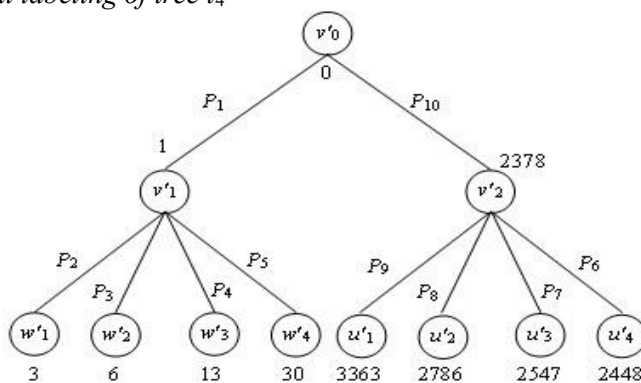 labeling of tree t4
v'0
0
P1 P10
1 2378
v'1 v'2
P2 P3 P4 P5 P9 P8 P7 P6
w'1 w'2 w'3 w'4 u'1 u'2 u'3 u'4
3 6 13 30 3363 2786 2547 2448